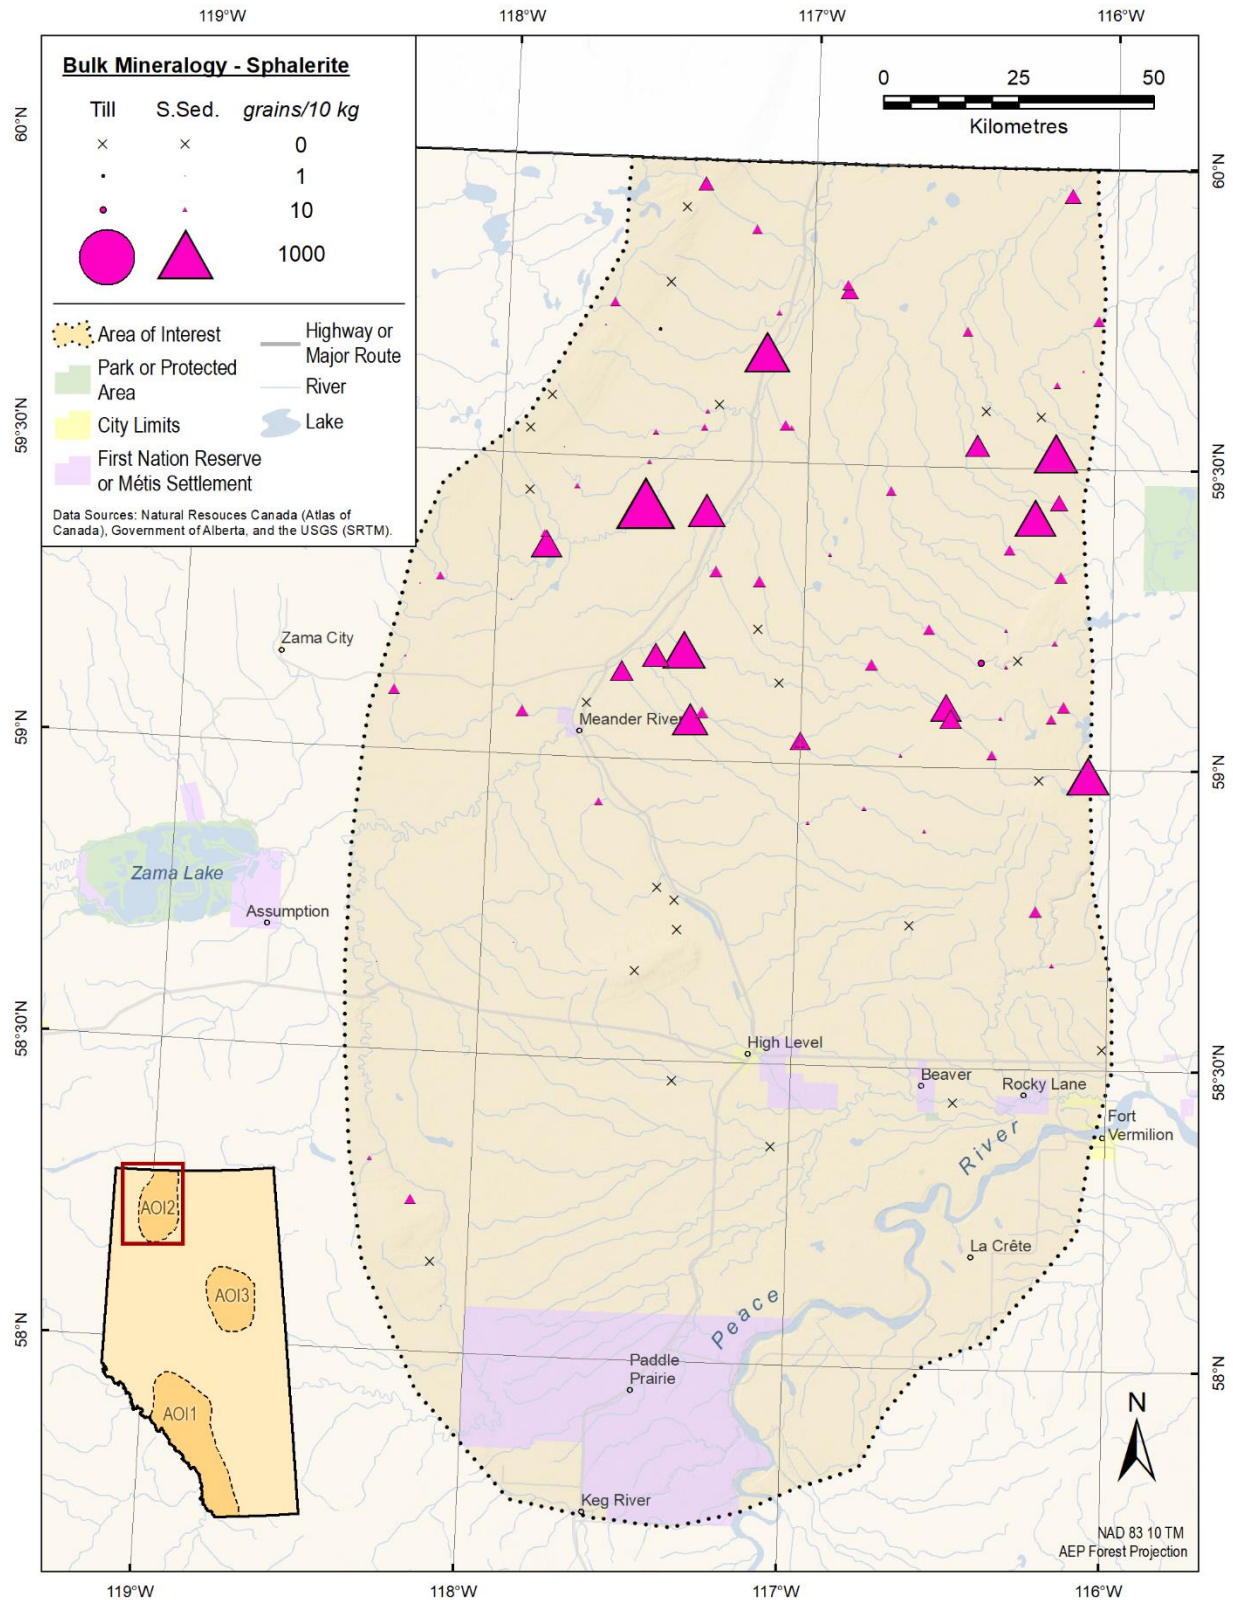 119°W
118°W
117°W
116°W
Bulk Mineralogy - Sphalerite
Till S.Sed. grains/10 kg
0
1
10
1000
Area of Interest
Park or Protected
Area
City Limits
First Nation Reserve
or Métis Settlement
Highway or
Major Route
River
Lake
Data Sources: Natural Resouces Canada (Atlas of
Canada), Government of Alberta, and the USGS (SRTM).
0 25 50
Kilometres
60°N
60°N
59°30'N
59°30'N
Zama City
Meander River
59°N
59°N
Zama Lake
Assumption
58°30'N
58°30'N
High Level
Beaver
Rocky Lane
Fort
Vermilion
River
La Crête
Peace
AOI2
AOI3
AOI1
58°N
58°N
Paddle
Prairie
Keg River
N
NAD 83 10 TM
AEP Forest Projection
119°W
118°W
117°W
116°W